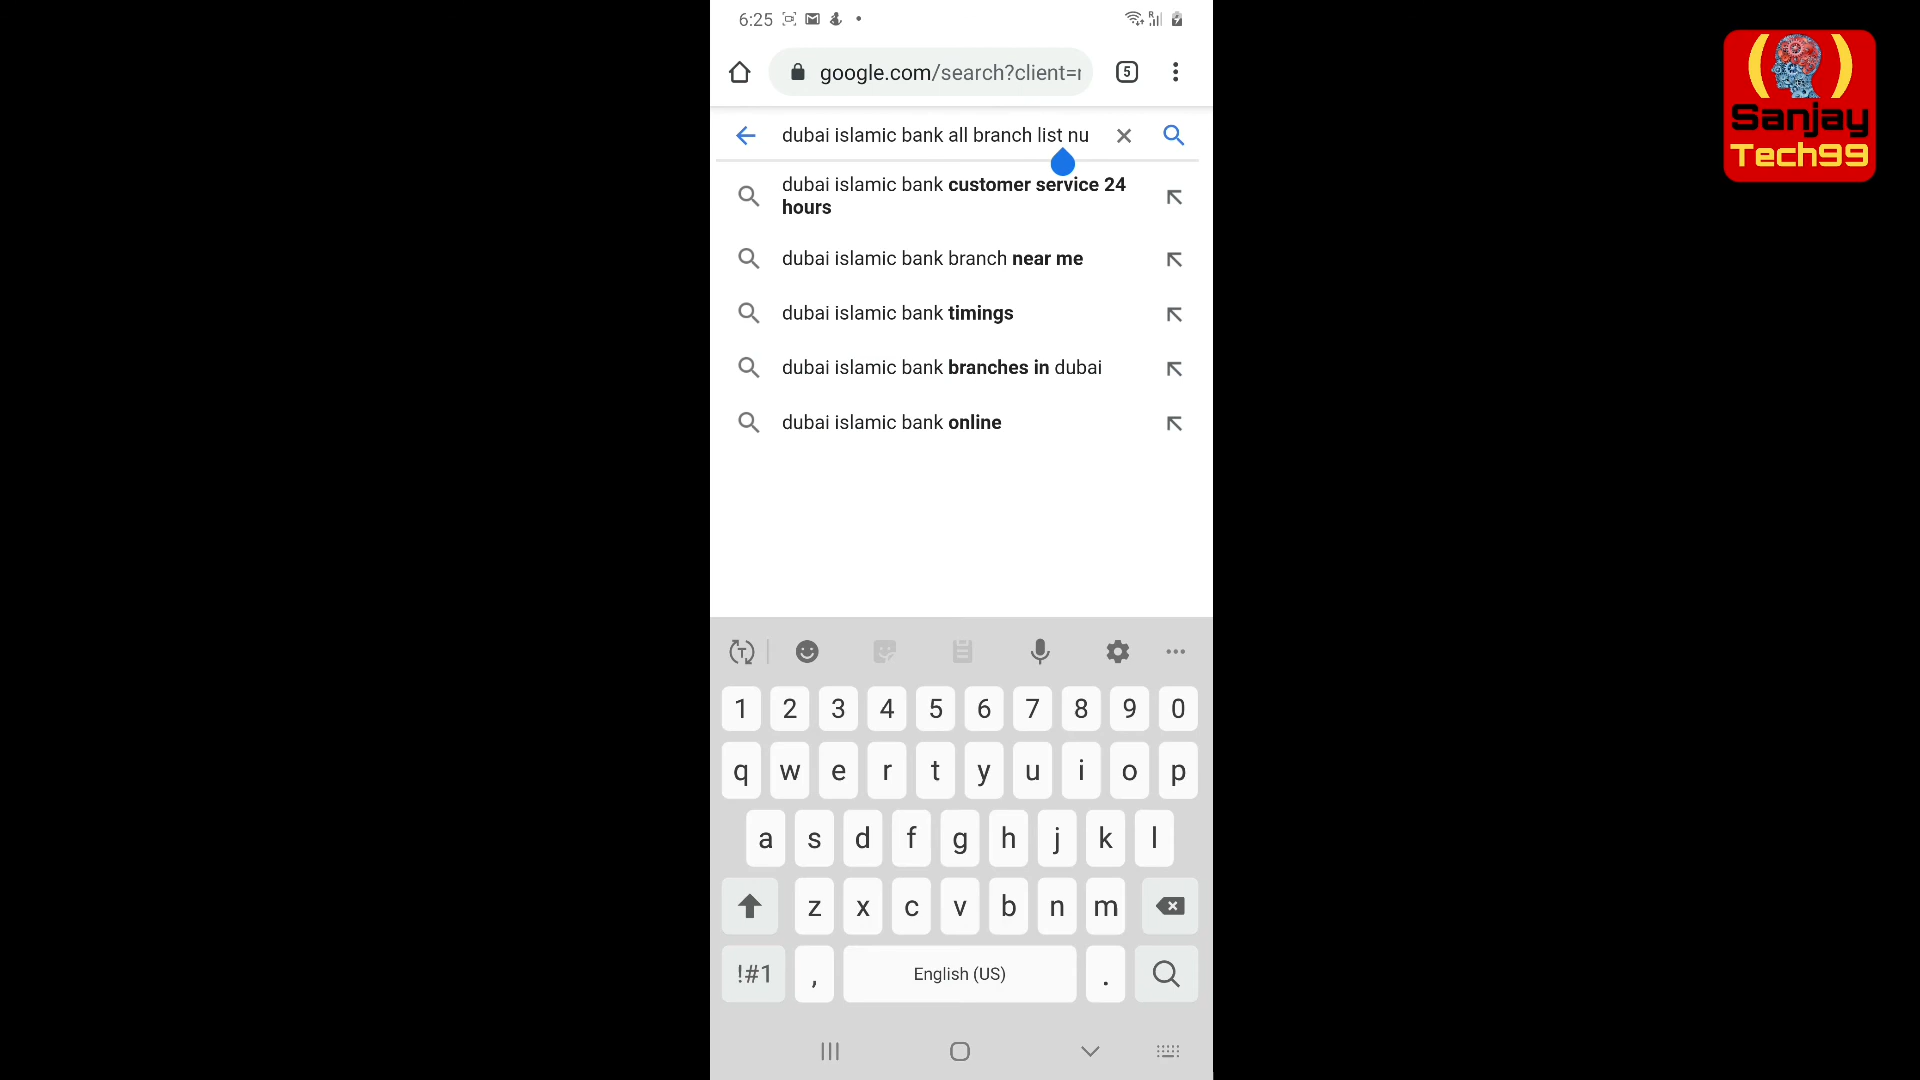 6:25
google.com/search?client=r
5
dubai islamic bank all branch list nu
dubai islamic bank customer service 24
hours
dubai islamic bank branch near me
dubai islamic bank timings
dubai islamic bank branches in dubai
dubai islamic bank online
1 2 3 4 5 6 7 8 9 0
q w e r t y u i o p
a s d f g h j k l
z x c v b n m
!#1 , English (US) .
Sanjay
Tech99